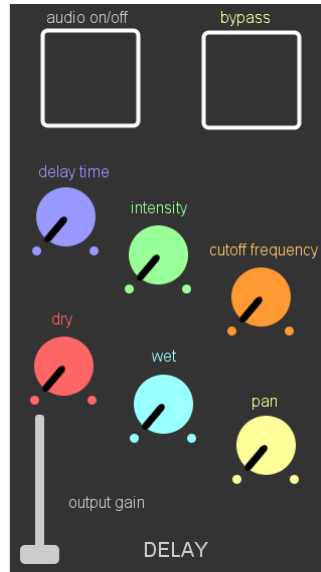 audio on/off
bypass
delay time
intensity
cutoff frequency
dry
wet
pan
output gain
DELAY